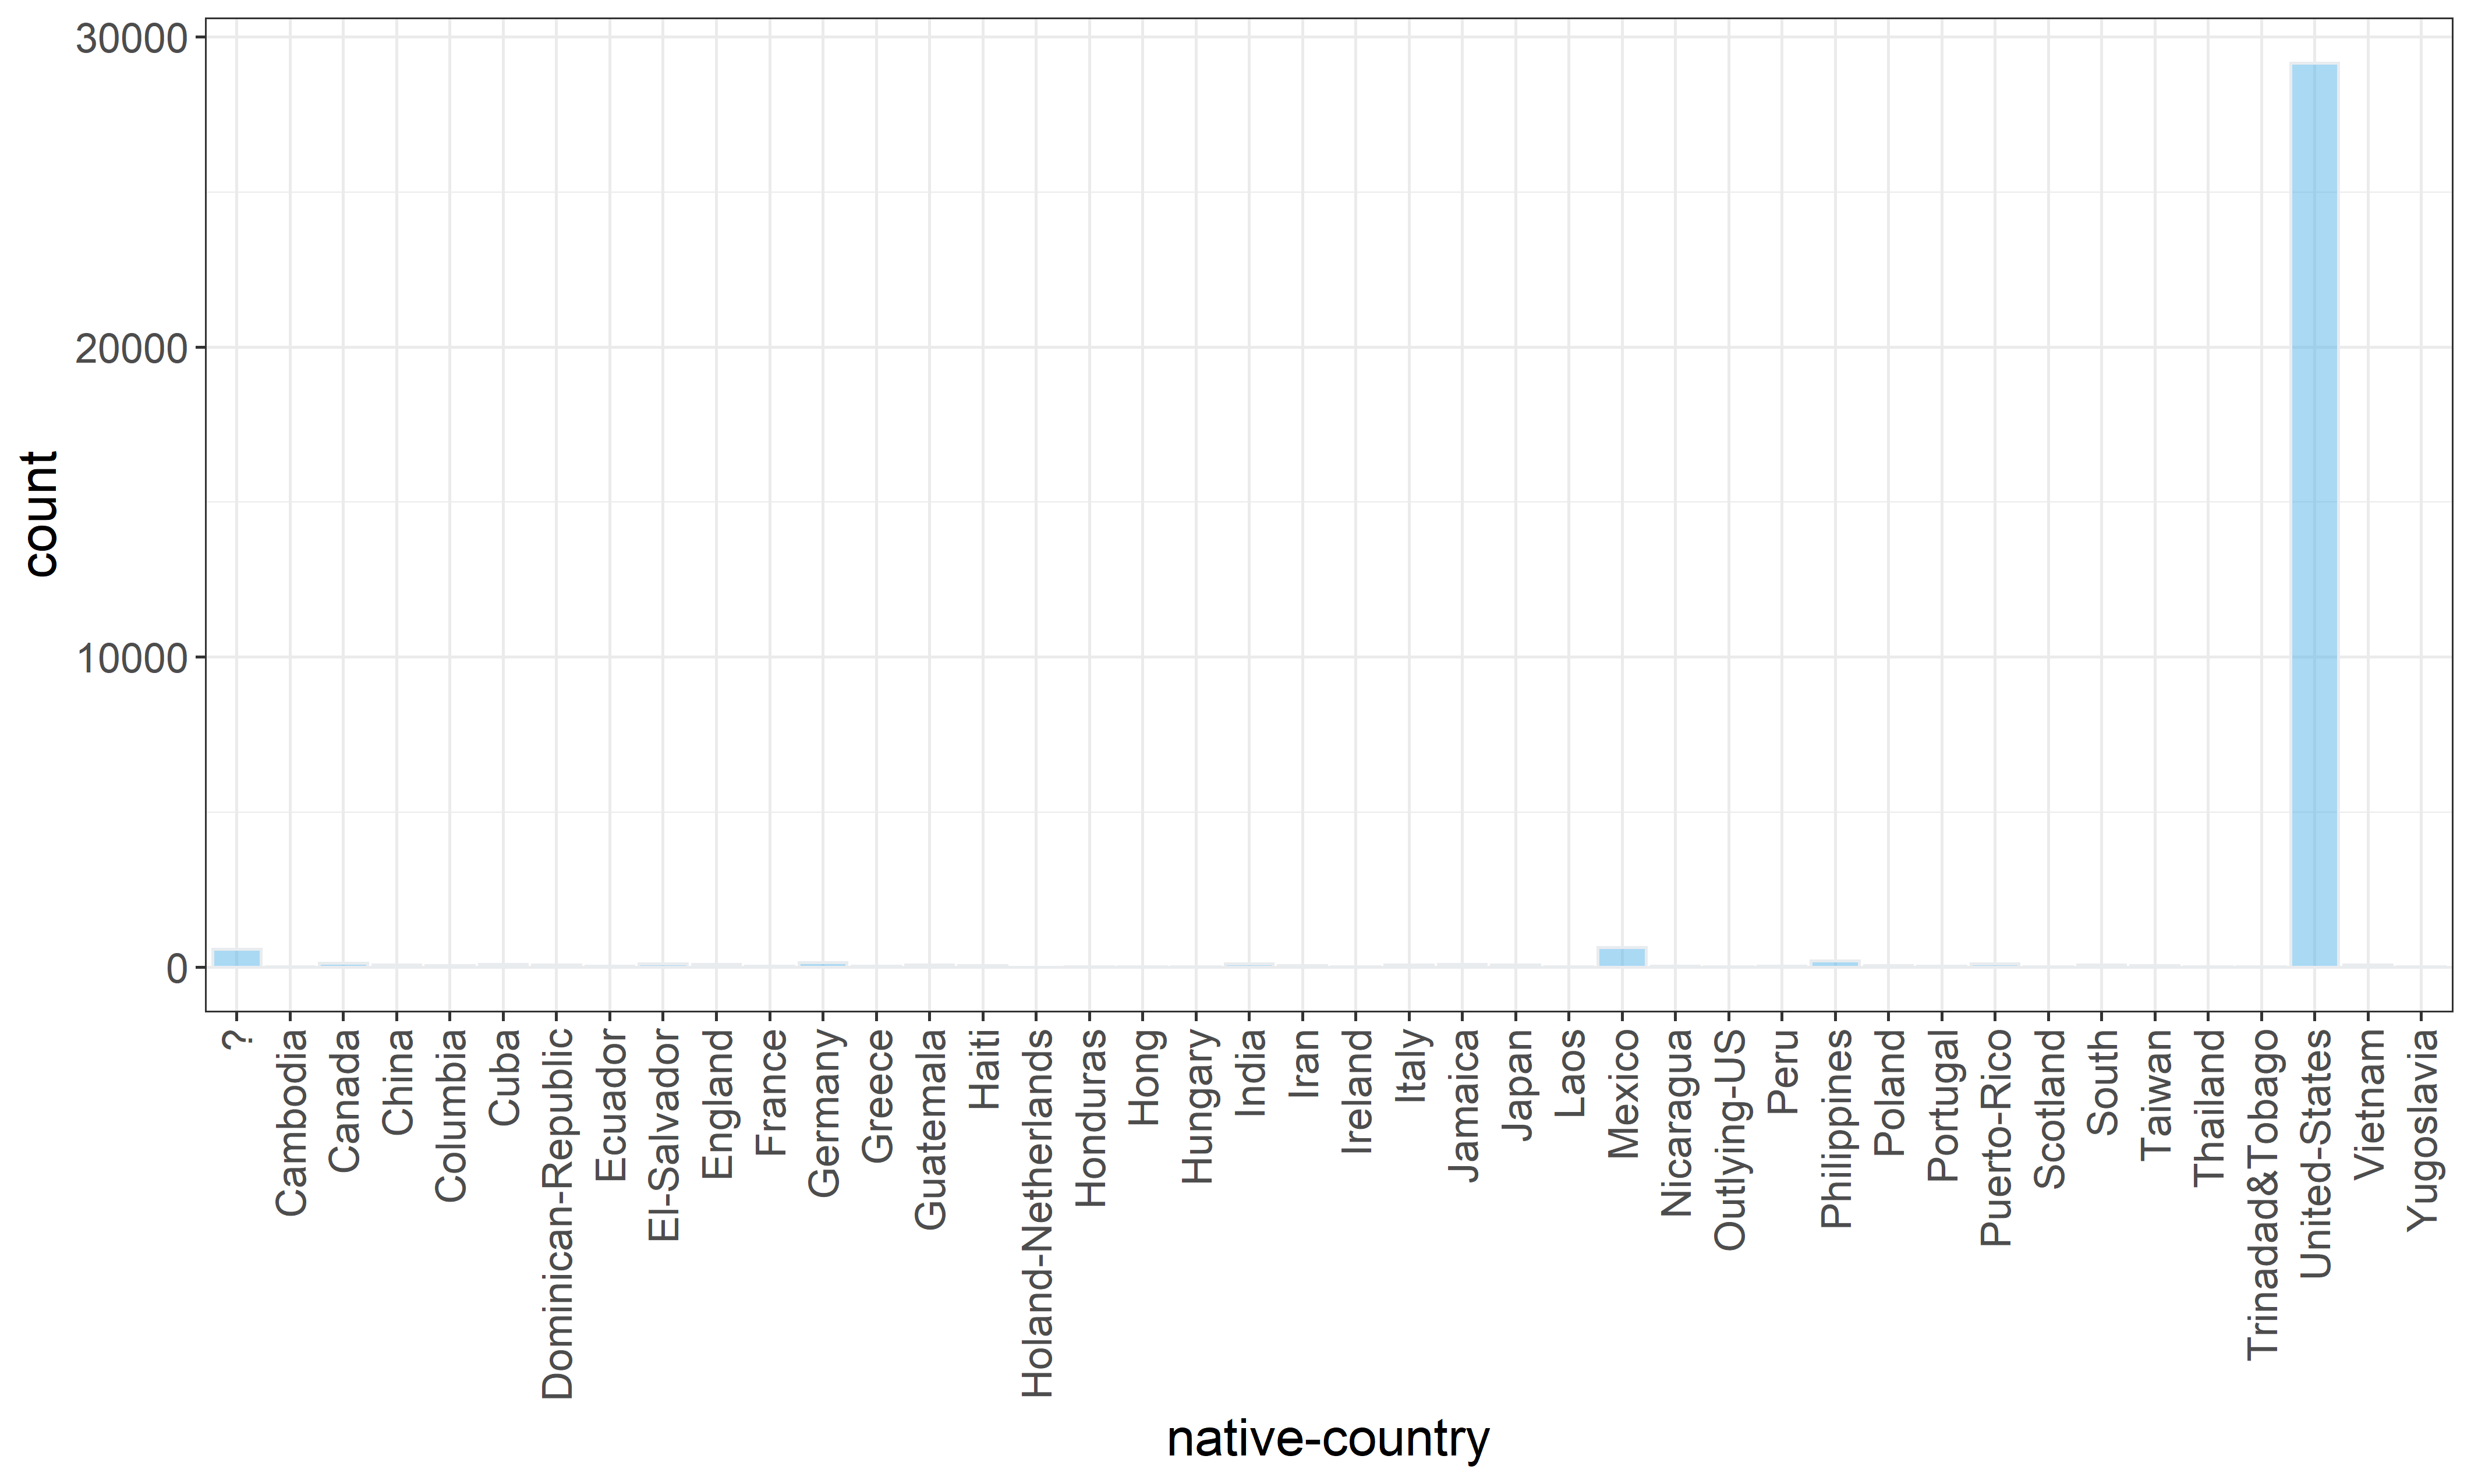 30000
20000
10000
0
count
?
Cambodia
Canada
China
Columbia
Cuba
Dominican-Republic
Ecuador
El-Salvador
England
France
Germany
Greece
Guatemala
Haiti
Holand-Netherlands
Honduras
Hong
Hungary
India
Iran
Ireland
Italy
Jamaica
Japan
Laos
Mexico
Nicaragua
Outlying-US
Peru
Philippines
Poland
Portugal
Puerto-Rico
Scotland
South
Taiwan
Thailand
Trinadad&Tobago
United-States
Vietnam
Yugoslavia
native-country